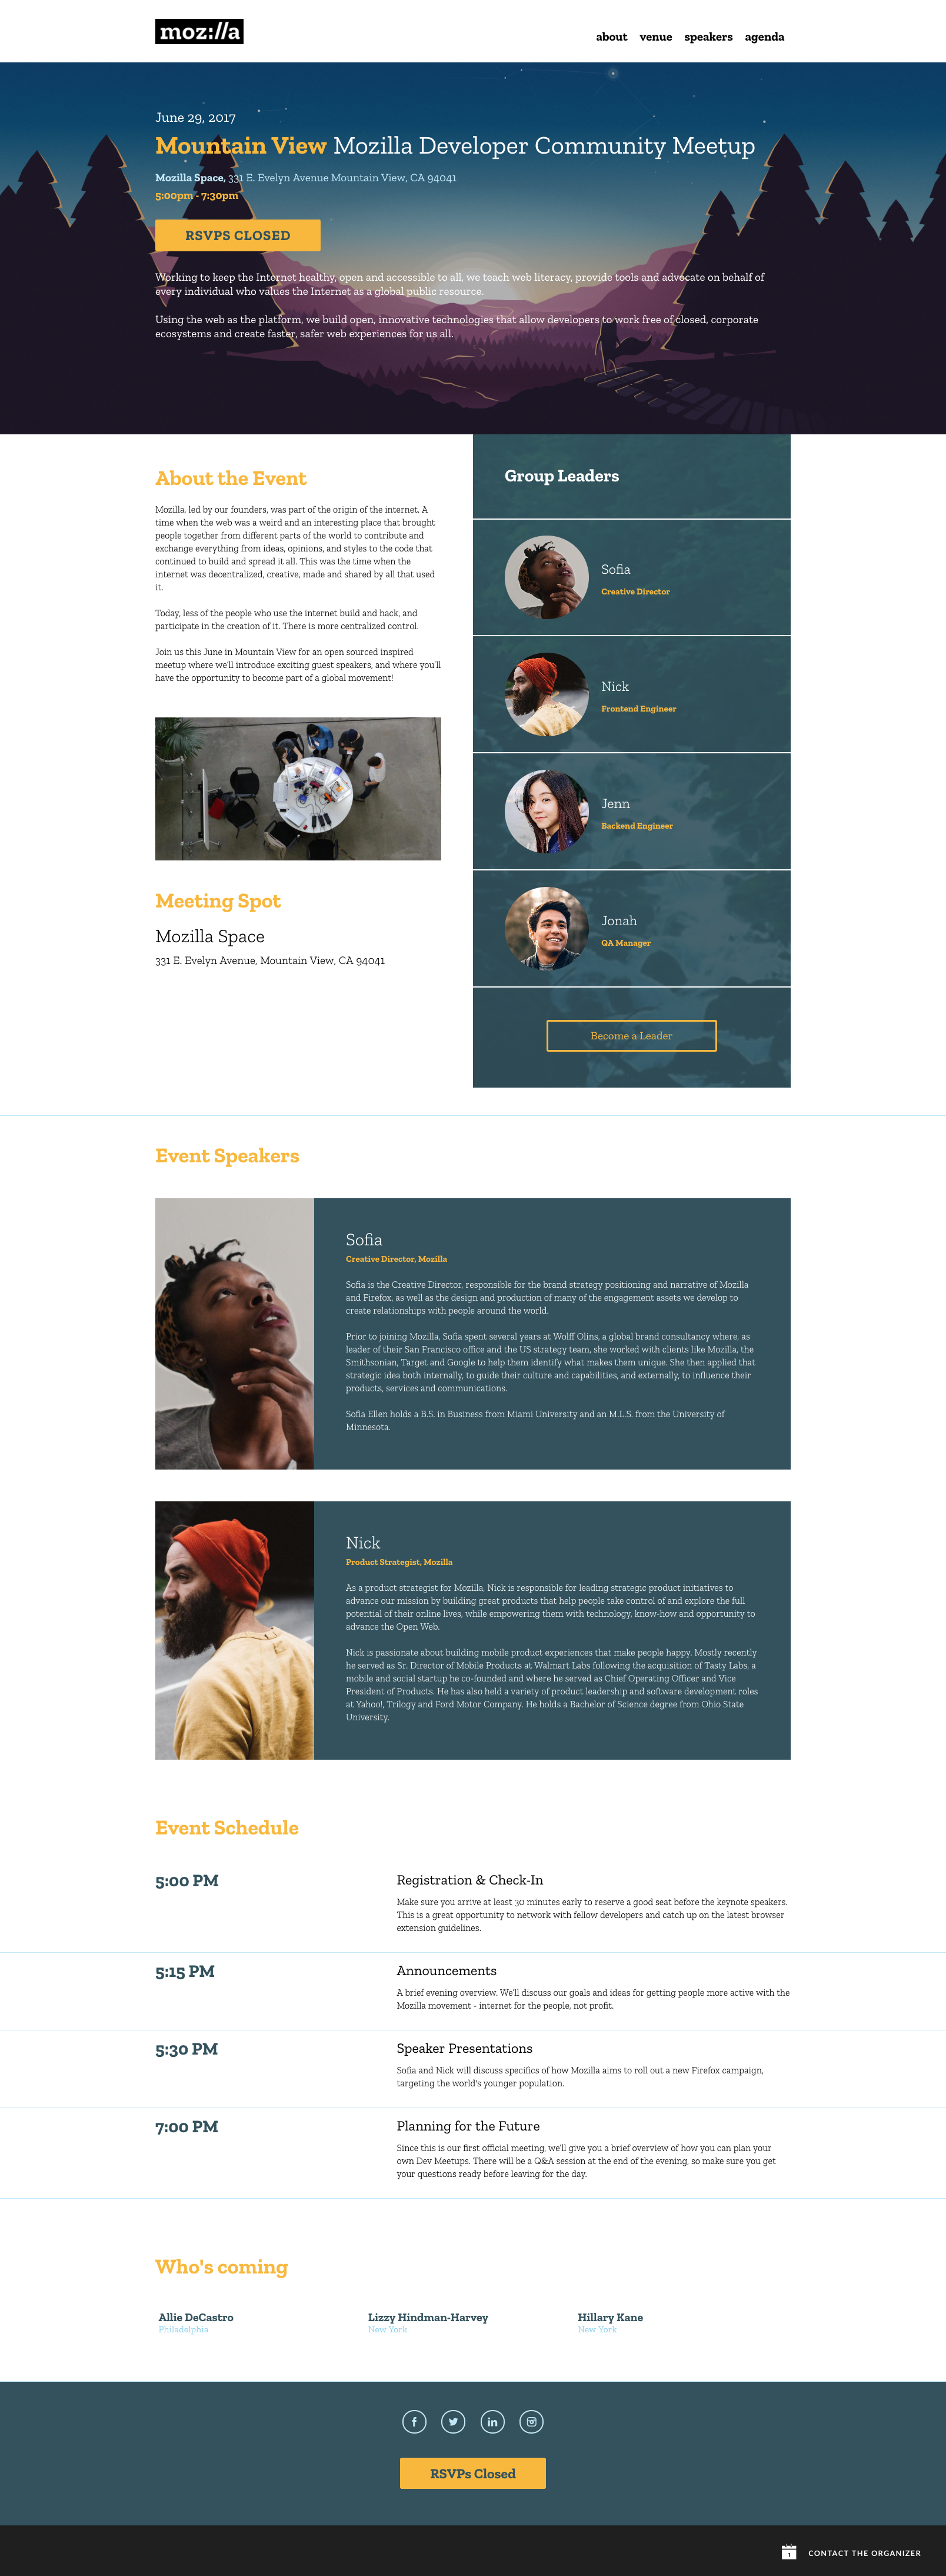 moz://a
about venue speakers agenda
June 29, 2017
Mountain View Mozilla Developer Community Meetup
Mozilla Space, 331 E. Evelyn Avenue Mountain View, CA 94041
5:00pm - 7:30pm
RSVPS CLOSED
Working to keep the Internet healthy, open and accessible to all, we teach web literacy, provide tools and advocate on behalf of
every individual who values the Internet as a global public resource.
Using the web as the platform, we build open, innovative technologies that allow developers to work free of closed, corporate
ecosystems and create faster, safer web experiences for us all.
About the Event
Mozilla, led by our founders, was part of the origin of the internet. A
time when the web was a weird and an interesting place that brought
people together from different parts of the world to contribute and
exchange everything from ideas, opinions, and styles to the code that
continued to build and spread it all. This was the time when the
internet was decentralized, creative, made and shared by all that used
it.
Today, less of the people who use the internet build and hack, and
participate in the creation of it. There is more centralized control.
Join us this June in Mountain View for an open sourced inspired
meetup where we'll introduce exciting guest speakers, and where you'll
have the opportunity to become part of a global movement!
Meeting Spot
Mozilla Space
331 E. Evelyn Avenue, Mountain View, CA 94041
Group Leaders
Sofia
Creative Director
Nick
Frontend Engineer
Jenn
Backend Engineer
Jonah
QA Manager
Become a Leader
Event Speakers
Sofia
Creative Director, Mozilla
Sofia is the Creative Director, responsible for the brand strategy positioning and narrative of Mozilla
and Firefox, as well as the design and production of many of the engagement assets we develop to
create relationships with people around the world.
Prior to joining Mozilla, Sofia spent several years at Wolff Olins, a global brand consultancy where, as
leader of their San Francisco office and the US strategy team, she worked with clients like Mozilla, the
Smithsonian, Target and Google to help them identify what makes them unique. She then applied that
strategic idea both internally, to guide their culture and capabilities, and externally, to influence their
products, services and communications.
Sofia Ellen holds a B.S. in Business from Miami University and an M.L.S. from the University of
Minnesota.
Nick
Product Strategist, Mozilla
As a product strategist for Mozilla, Nick is responsible for leading strategic product initiatives to
advance our mission by building great products that help people take control of and explore the full
potential of their online lives, while empowering them with technology, know-how and opportunity to
advance the Open Web.
Nick is passionate about building mobile product experiences that make people happy. Mostly recently
he served as Sr. Director of Mobile Products at Walmart Labs following the acquisition of Tasty Labs, a
mobile and social startup he co-founded and where he served as Chief Operating Officer and Vice
President of Products. He has also held a variety of product leadership and software development roles
at Yahoo!, Trilogy and Ford Motor Company. He holds a Bachelor of Science degree from Ohio State
University.
Event Schedule
5:00 PM
Registration & Check-In
Make sure you arrive at least 30 minutes early to reserve a good seat before the keynote speakers.
This is a great opportunity to network with fellow developers and catch up on the latest browser
extension guidelines.
5:15 PM
Announcements
A brief evening overview. We'll discuss our goals and ideas for getting people more active with the
Mozilla movement - internet for the people, not profit.
5:30 PM
Speaker Presentations
Sofia and Nick will discuss specifics of how Mozilla aims to roll out a new Firefox campaign,
targeting the world's younger population.
7:00 PM
Planning for the Future
Since this is our first official meeting, we'll give you a brief overview of how you can plan your
own Dev Meetups. There will be a Q&A session at the end of the evening, so make sure you get
your questions ready before leaving for the day.
Who's coming
Allie DeCastro
Philadelphia
Lizzy Hindman-Harvey
New York
Hillary Kane
New York
RSVPs Closed
CONTACT THE ORGANIZER